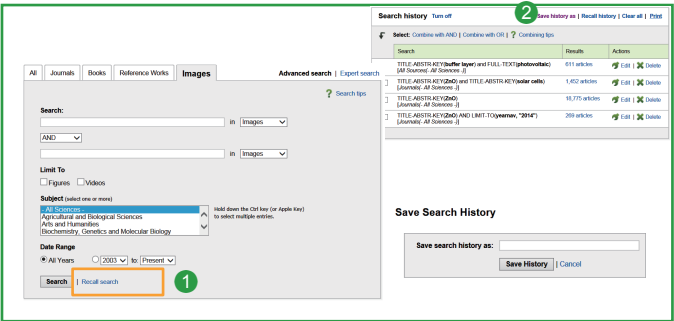 Search history Turn off
2
Save history as | Recall history | Clear all | Print
Select: Combine with AND | Combine with OR | ? Combining tips
Search Results Actions
TITLE-ABSTR-KEY(buffer layer) and FULL-TEXT(photovoltaic) 611 articles Edit | Delete
[All Sources(- All Sciences -)]
TITLE-ABSTR-KEY(ZnO) and TITLE-ABSTR-KEY(solar cells) 1,452 articles Edit | Delete
[Journals(- All Sciences -)]
TITLE-ABSTR-KEY(ZnO) 18,775 articles Edit | Delete
[Journals(- All Sciences -)]
TITLE-ABSTR-KEY(ZnO) AND LIMIT-TO(yearnav, "2014") 269 articles Edit | Delete
[Journals(- All Sciences -)]
All Journals Books Reference Works Images Advanced search | Expert search
? Search tips
Search:
in Images
AND
in Images
Limit To
Figures Videos
Subject (select one or more)
- All Sciences -
Agricultural and Biological Sciences
Arts and Humanities
Biochemistry, Genetics and Molecular Biology
Hold down the Ctrl key (or Apple Key)
to select multiple entries.
Date Range
All Years 2003 to: Present
Search | Recall search
1
Save Search History
Save search history as:
Save History | Cancel